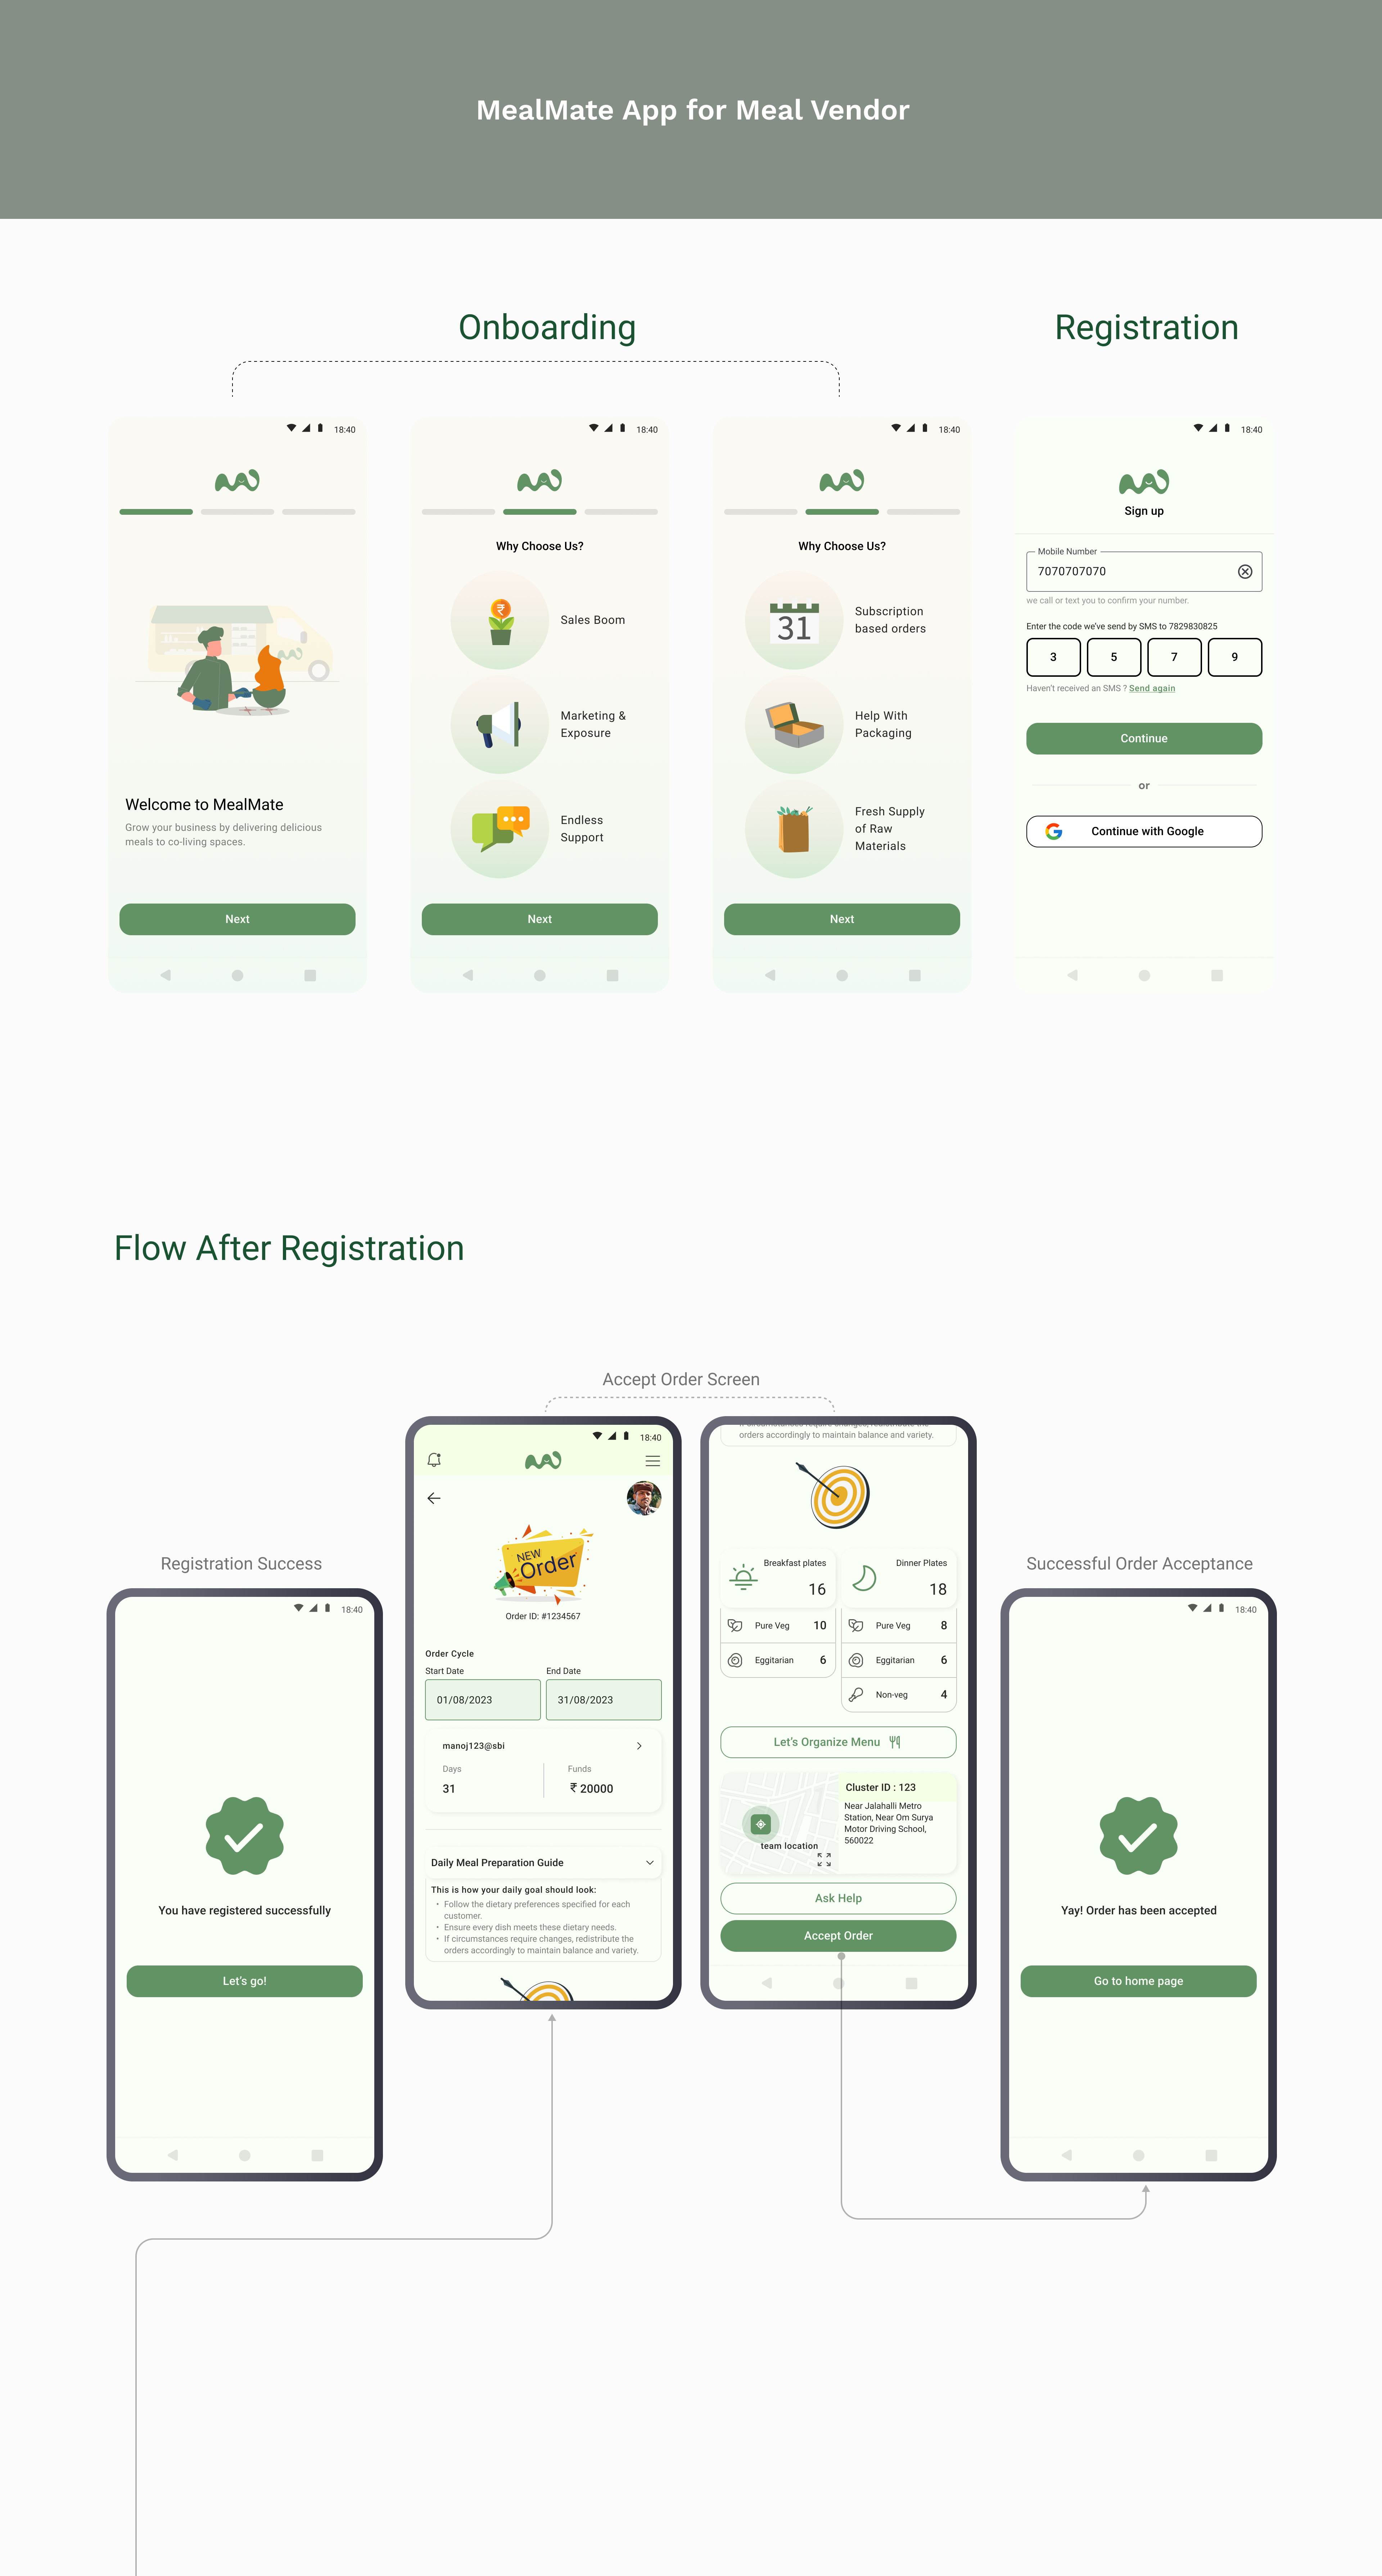 MealMate App for Meal Vendor
Onboarding
Registration
18:40
Welcome to MealMate
Grow your business by delivering delicious
meals to co-living spaces.
Next
18:40
Why Choose Us?
₹
Sales Boom
Marketing &
Exposure
Endless
Support
Next
18:40
Why Choose Us?
31
Subscription
based orders
Help With
Packaging
Fresh Supply
of Raw
Materials
Next
18:40
Sign up
Mobile Number
7070707070
we call or text you to confirm your number.
Enter the code we’ve send by SMS to 7829830825
3 5 7 9
Haven’t received an SMS ? Send again
Continue
or
Continue with Google
Flow After Registration
Registration Success
18:40
You have registered successfully
Let’s go!
Accept Order Screen
18:40
NEW
Order
Order ID: #1234567
Order Cycle
Start Date End Date
01/08/2023 31/08/2023
manoj123@sbi
Days Funds
31 ₹ 20000
Daily Meal Preparation Guide
This is how your daily goal should look:
• Follow the dietary preferences specified for each
customer.
• Ensure every dish meets these dietary needs.
• If circumstances require changes, redistribute the
orders accordingly to maintain balance and variety.
If circumstances require changes, redistribute the
orders accordingly to maintain balance and variety.
Breakfast plates
16
Pure Veg 10
Eggitarian 6
Dinner Plates
18
Pure Veg 8
Eggitarian 6
Non-veg 4
Let’s Organize Menu
team location
Cluster ID : 123
Near Jalahalli Metro
Station, Near Om Surya
Motor Driving School,
560022
Ask Help
Accept Order
Successful Order Acceptance
18:40
Yay! Order has been accepted
Go to home page